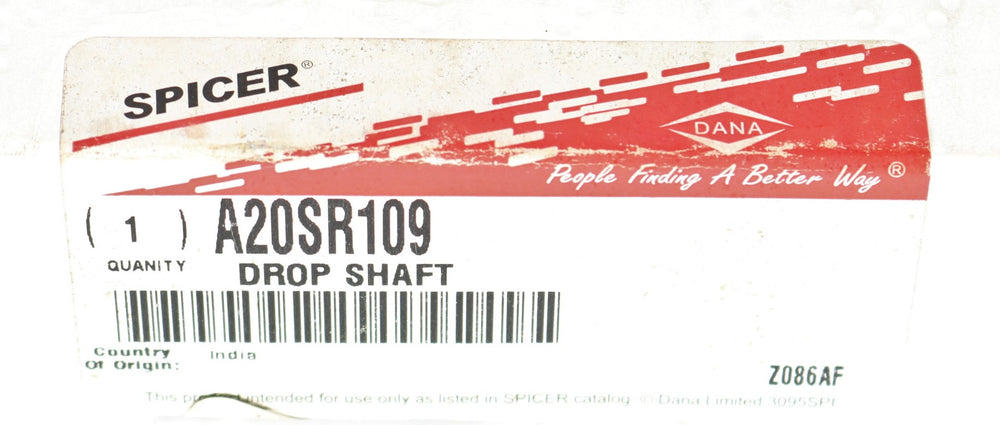 SPICER®
DANA
People Finding A Better Way ®
( 1 ) A20SR109
QUANITY DROP SHAFT
Country Of Origin: India
Z086AF
This intended for use only as listed in SPICER catalog. © Dana Limited 3095SPI